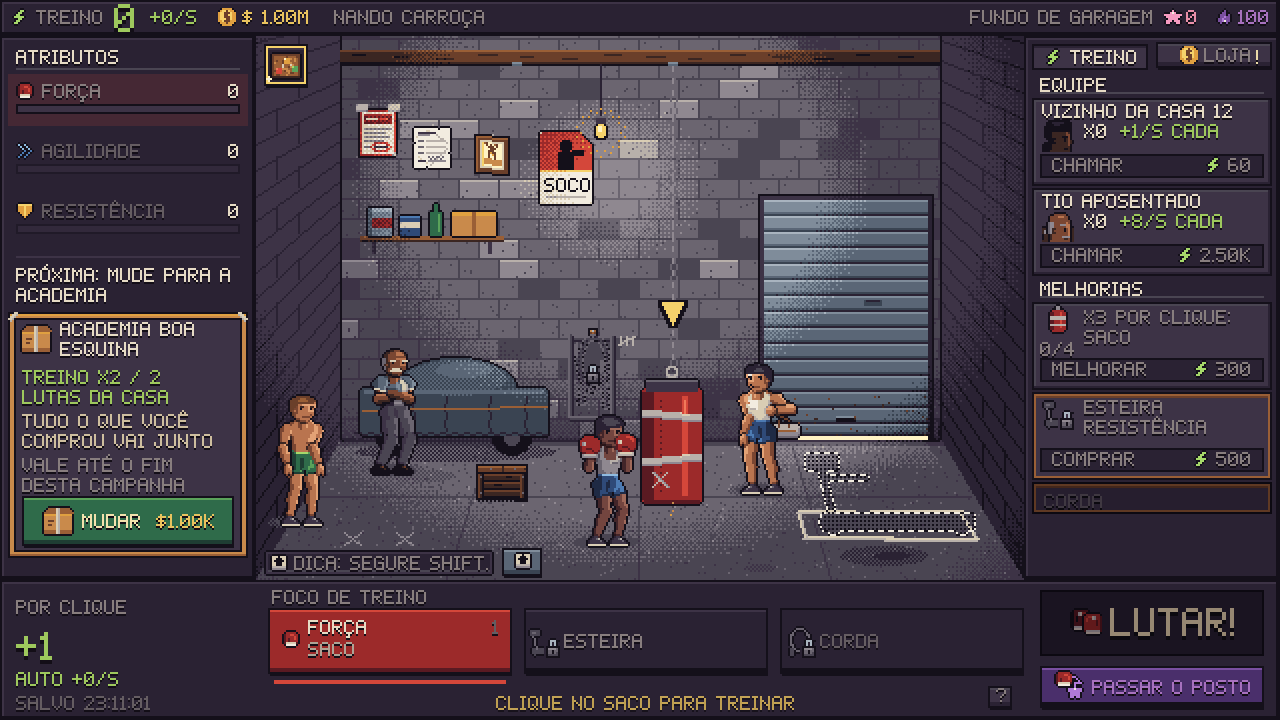 TREINO 0 +0/S $ 1.00M NANDO CARROÇA
FUNDO DE GARAGEM 0 100
ATRIBUTOS
FORÇA 0
AGILIDADE 0
RESISTÊNCIA 0
PRÓXIMA: MUDE PARA A
ACADEMIA
ACADEMIA BOA
ESQUINA
TREINO X2 / 2
LUTAS DA CASA
TUDO O QUE VOCÊ
COMPROU VAI JUNTO
VALE ATÉ O FIM
DESTA CAMPANHA
MUDAR $1.00K
SOCO
DICA: SEGURE SHIFT.
TREINO
LOJA!
EQUIPE
VIZINHO DA CASA 12
X0 +1/S CADA
CHAMAR 60
TIO APOSENTADO
X0 +8/S CADA
CHAMAR 2.50K
MELHORIAS
X3 POR CLIQUE:
SACO
0/4
MELHORAR 300
ESTEIRA
RESISTÊNCIA
COMPRAR 500
CORDA
POR CLIQUE
+1
AUTO +0/S
SALVO 23:11:01
FOCO DE TREINO
FORÇA 1
SACO
ESTEIRA
CORDA
CLIQUE NO SACO PARA TREINAR
?
LUTAR!
PASSAR O POSTO